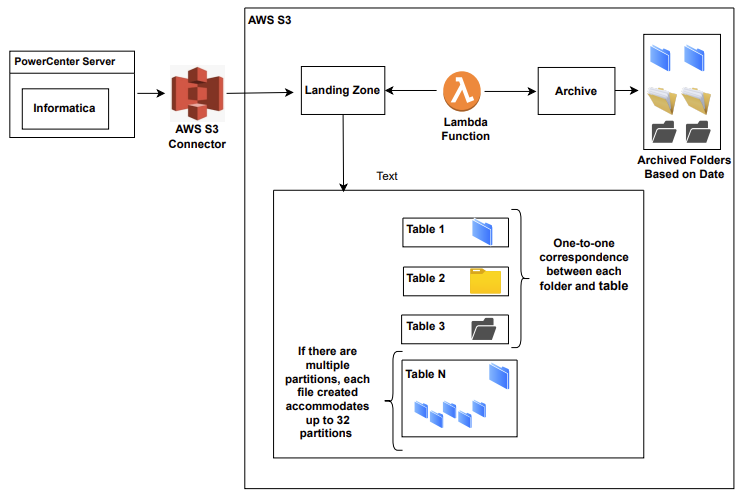 AWS S3
PowerCenter Server
Informatica
AWS S3
Connector
Landing Zone
Lambda
Function
Archive
Archived Folders
Based on Date
Text
Table 1
Table 2
Table 3
Table N
One-to-one
correspondence
between each
folder and table
If there are
multiple
partitions, each
file created
accommodates
up to 32
partitions